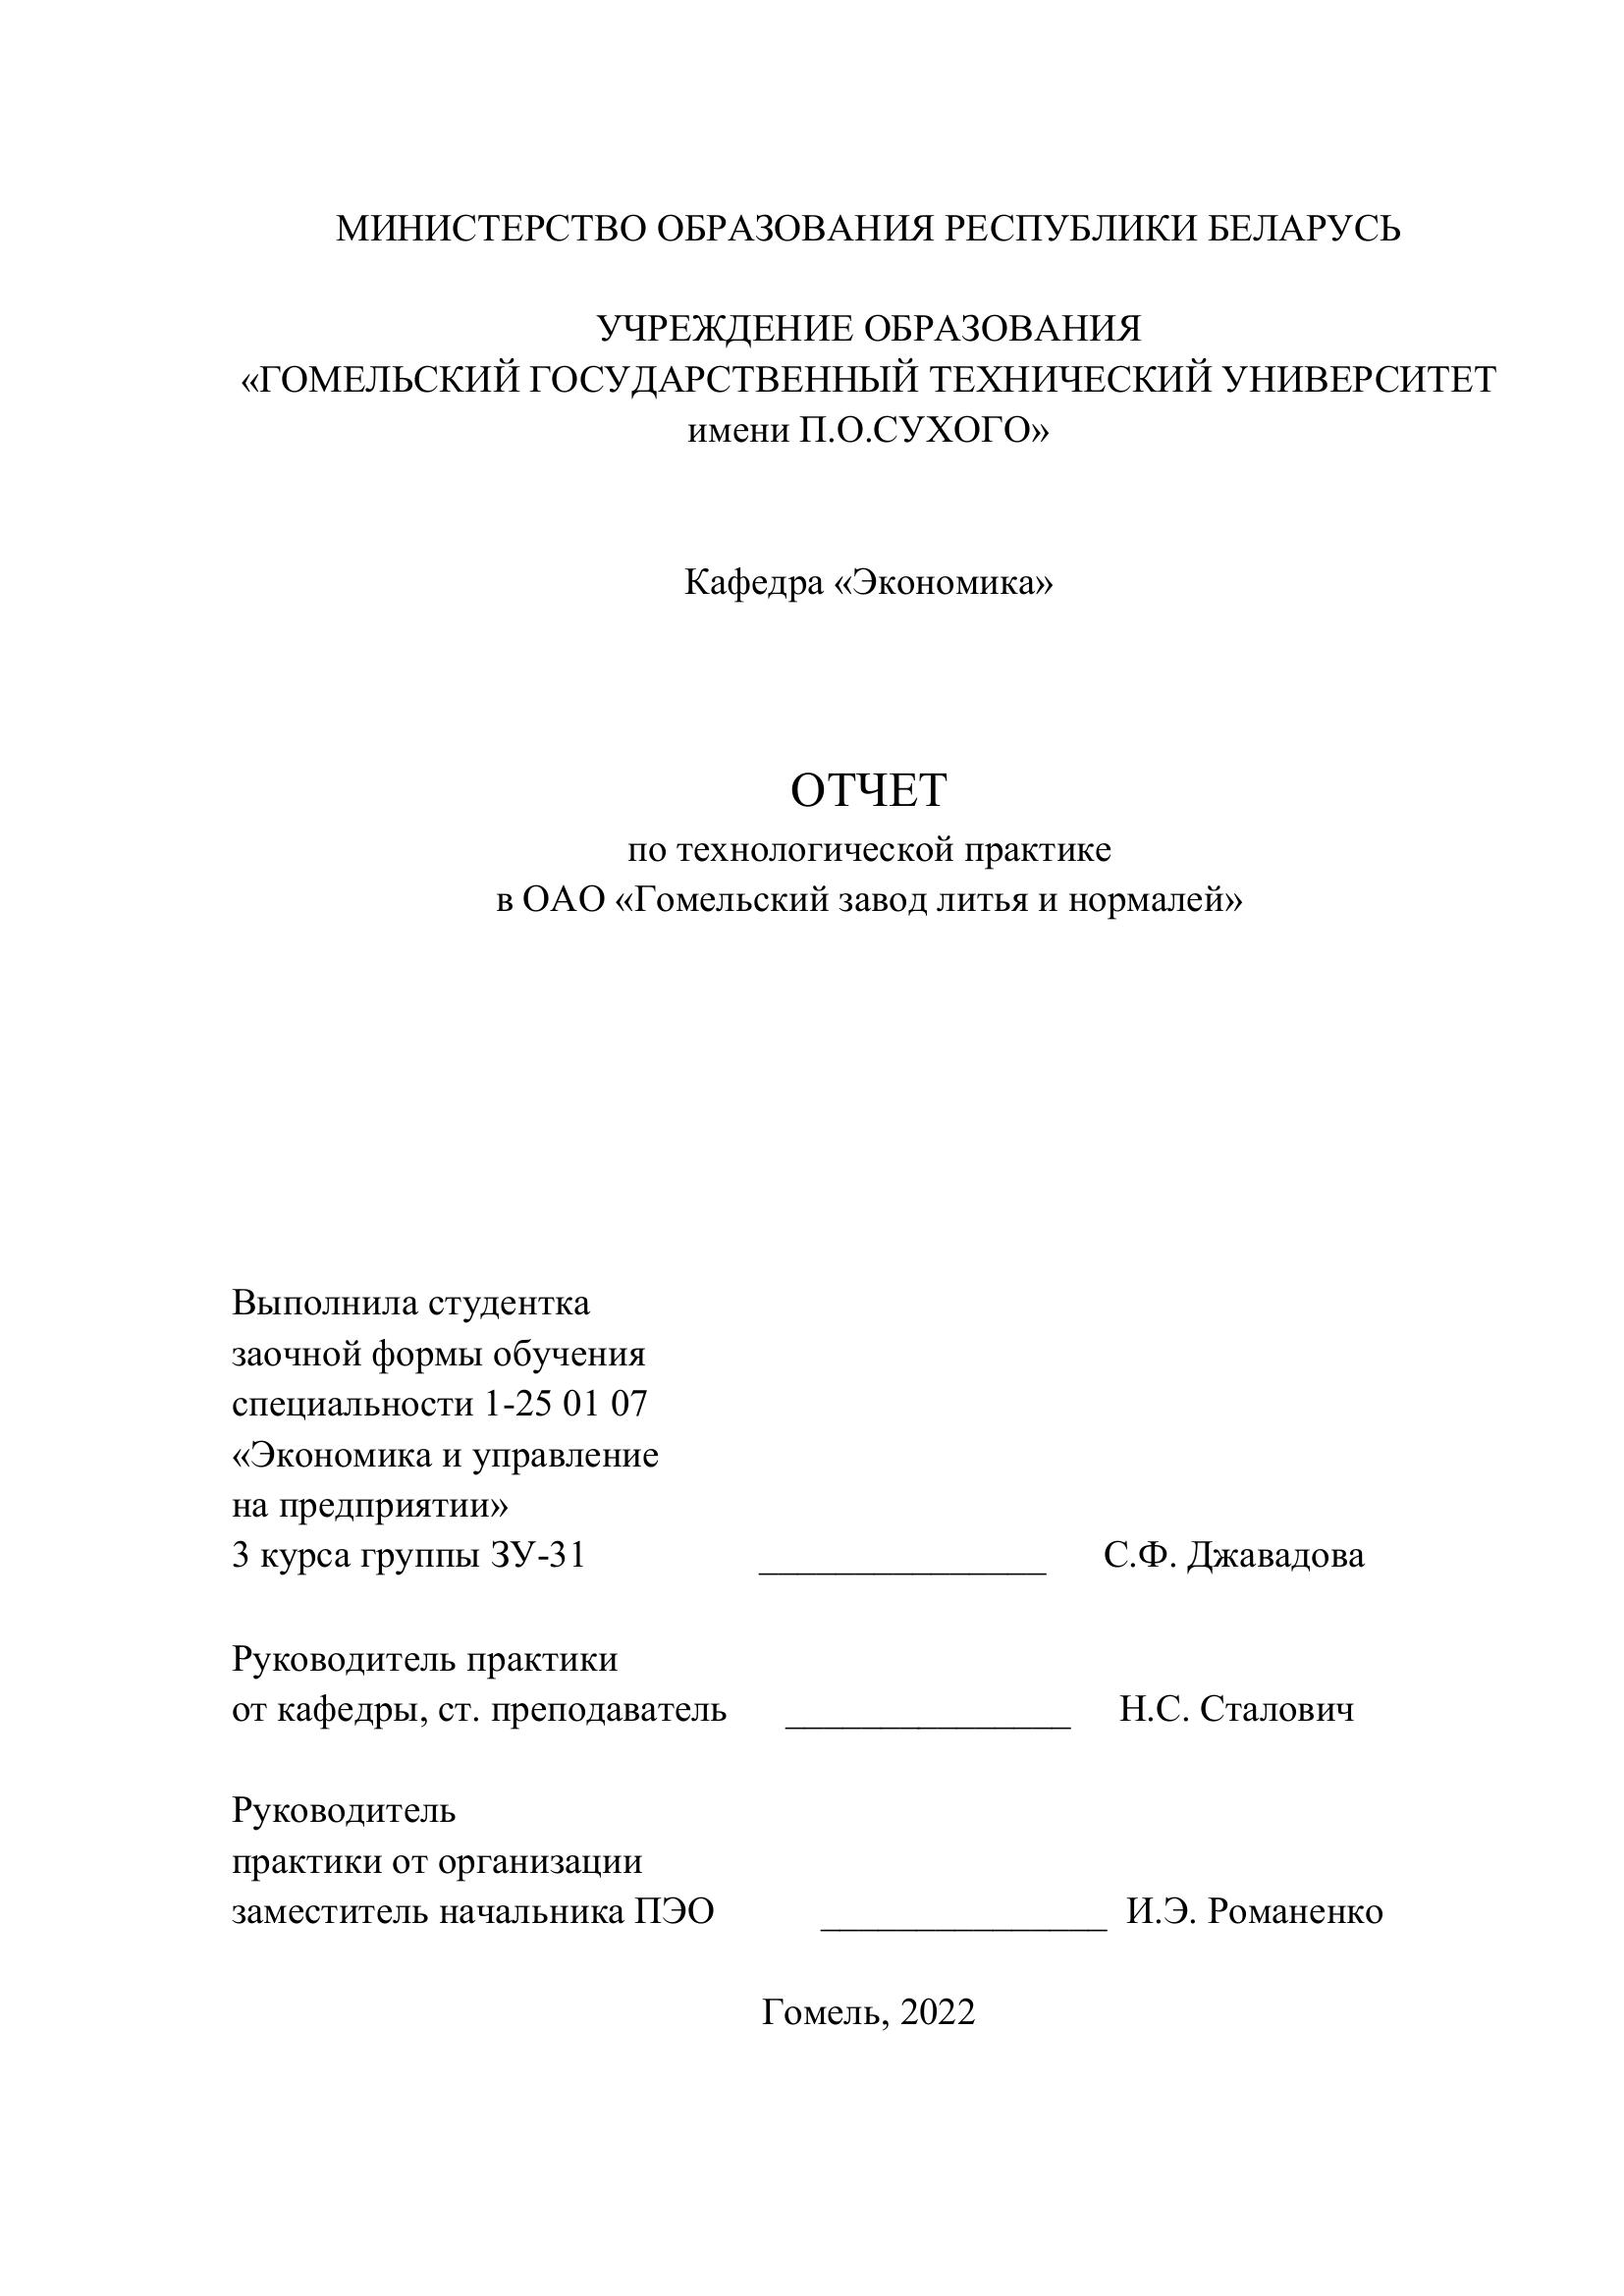 МИНИСТЕРСТВО ОБРАЗОВАНИЯ РЕСПУБЛИКИ БЕЛАРУСЬ
УЧРЕЖДЕНИЕ ОБРАЗОВАНИЯ
«ГОМЕЛЬСКИЙ ГОСУДАРСТВЕННЫЙ ТЕХНИЧЕСКИЙ УНИВЕРСИТЕТ
имени П.О.СУХОГО»
Кафедра «Экономика»
ОТЧЕТ
по технологической практике
в ОАО «Гомельский завод литья и нормалей»
Выполнила студентка
заочной формы обучения
специальности 1-25 01 07
«Экономика и управление
на предприятии»
3 курса группы ЗУ-31 _______________ С.Ф. Джавадова
Руководитель практики
от кафедры, ст. преподаватель _______________ Н.С. Сталович
Руководитель
практики от организации
заместитель начальника ПЭО _______________ И.Э. Романенко
Гомель, 2022